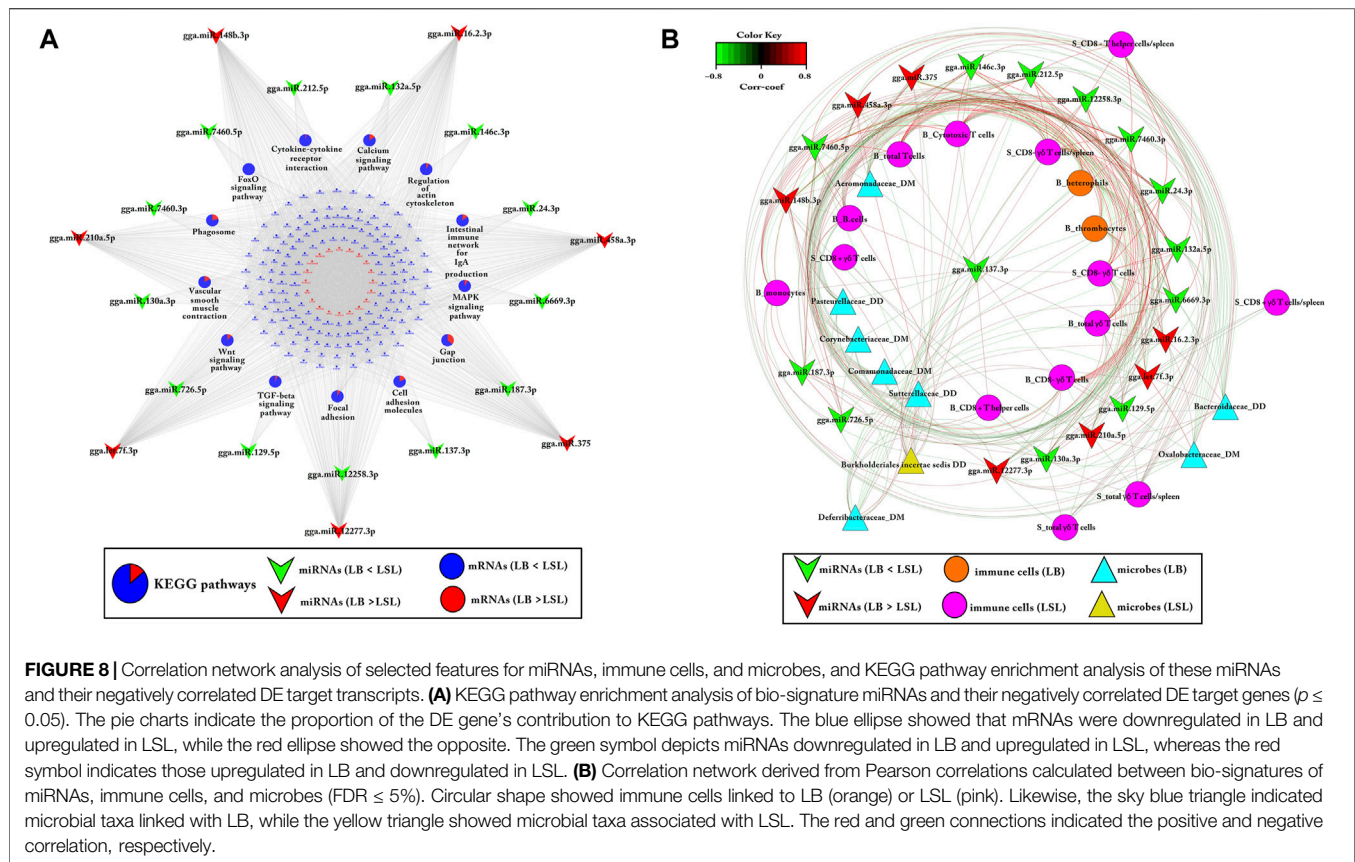 A
gga.miR.148b.3p
gga.miR.16.2.3p
gga.miR.212.5p
gga.miR.132a.5p
gga.miR.7460.5p
gga.miR.146c.3p
Cytokine-cytokine
receptor
interaction
Calcium
signaling
pathway
FoxO
signaling
pathway
Regulation
of
actin
cytoskeleton
gga.miR.7460.3p
gga.miR.24.3p
Phagosome
Intestinal
immune network
for
IgA
production
gga.miR.210a.5p
gga.miR.458a.3p
MAPK
signaling
pathway
Vascular
smooth
muscle
contraction
gga.miR.130a.3p
gga.miR.6669.3p
Wnt
signaling
pathway
Gap
junction
TGF-beta
signaling
pathway
Focal
adhesion
Cell
adhesion
molecules
gga.miR.726.5p
gga.miR.187.3p
gga.let.7f.3p
gga.miR.375
gga.miR.129.5p
gga.miR.137.3p
gga.miR.12258.3p
gga.miR.12277.3p
KEGG pathways
miRNAs (LB < LSL)
mRNAs (LB < LSL)
miRNAs (LB >LSL)
mRNAs (LB >LSL)
B
Color Key
−0.8 0 0.8
Corr-coef
S_CD8- T helper cells/spleen
gga.miR.146c.3p
gga.miR.375
gga.miR.212.5p
gga.miR.458a.3p
gga.miR.12258.3p
B_Cytotoxic T cells
gga.miR.7460.5p
B_total T cells
S_CD8-γδ T cells/spleen
gga.miR.7460.3p
Aeromonadaceae_DM
B_heterophils
gga.miR.24.3p
gga.miR.148b.3p
B_B.cells
B_thrombocytes
gga.miR.132a.5p
S_CD8+ γδ T cells
gga.miR.137.3p
S_CD8-γδ T cells
B_monocytes
gga.miR.6669.3p
S_CD8+γδ T cells/spleen
Pasteurellaceae_DD
B_total γδ T cells
gga.miR.16.2.3p
Corynebacteriaceae_DM
gga.miR.187.3p
Comamonadaceae_DM
B_CD8- γδ T cells
gga.let.7f.3p
Sutterellaceae_DD
B_CD8+ T helper cells
gga.miR.129.5p
Bacteroidaceae_DD
gga.miR.726.5p
gga.miR.210a.5p
Oxalobacteraceae_DM
Burkholderiales incertae sedis DD
gga.miR.130a.3p
gga.miR.12277.3p
S_total γδ T cells/spleen
Deferribacteraceae_DM
S_total γδ T cells
miRNAs (LB < LSL)
immune cells (LB)
microbes (LB)
miRNAs (LB > LSL)
immune cells (LSL)
microbes (LSL)
FIGURE 8 | Correlation network analysis of selected features for miRNAs, immune cells, and microbes, and KEGG pathway enrichment analysis of these miRNAs
and their negatively correlated DE target transcripts. (A) KEGG pathway enrichment analysis of bio-signature miRNAs and their negatively correlated DE target genes (p ≤
0.05). The pie charts indicate the proportion of the DE gene’s contribution to KEGG pathways. The blue ellipse showed that mRNAs were downregulated in LB and
upregulated in LSL, while the red ellipse showed the opposite. The green symbol depicts miRNAs downregulated in LB and upregulated in LSL, whereas the red
symbol indicates those upregulated in LB and downregulated in LSL. (B) Correlation network derived from Pearson correlations calculated between bio-signatures of
miRNAs, immune cells, and microbes (FDR ≤ 5%). Circular shape showed immune cells linked to LB (orange) or LSL (pink). Likewise, the sky blue triangle indicated
microbial taxa linked with LB, while the yellow triangle showed microbial taxa associated with LSL. The red and green connections indicated the positive and negative
correlation, respectively.